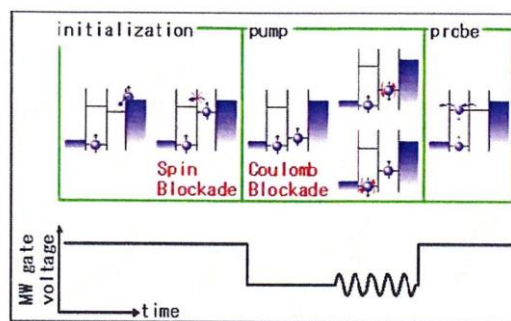 initialization
pump
probe
Spin
Blockade
Coulomb
Blockade
MW gate
voltage
time